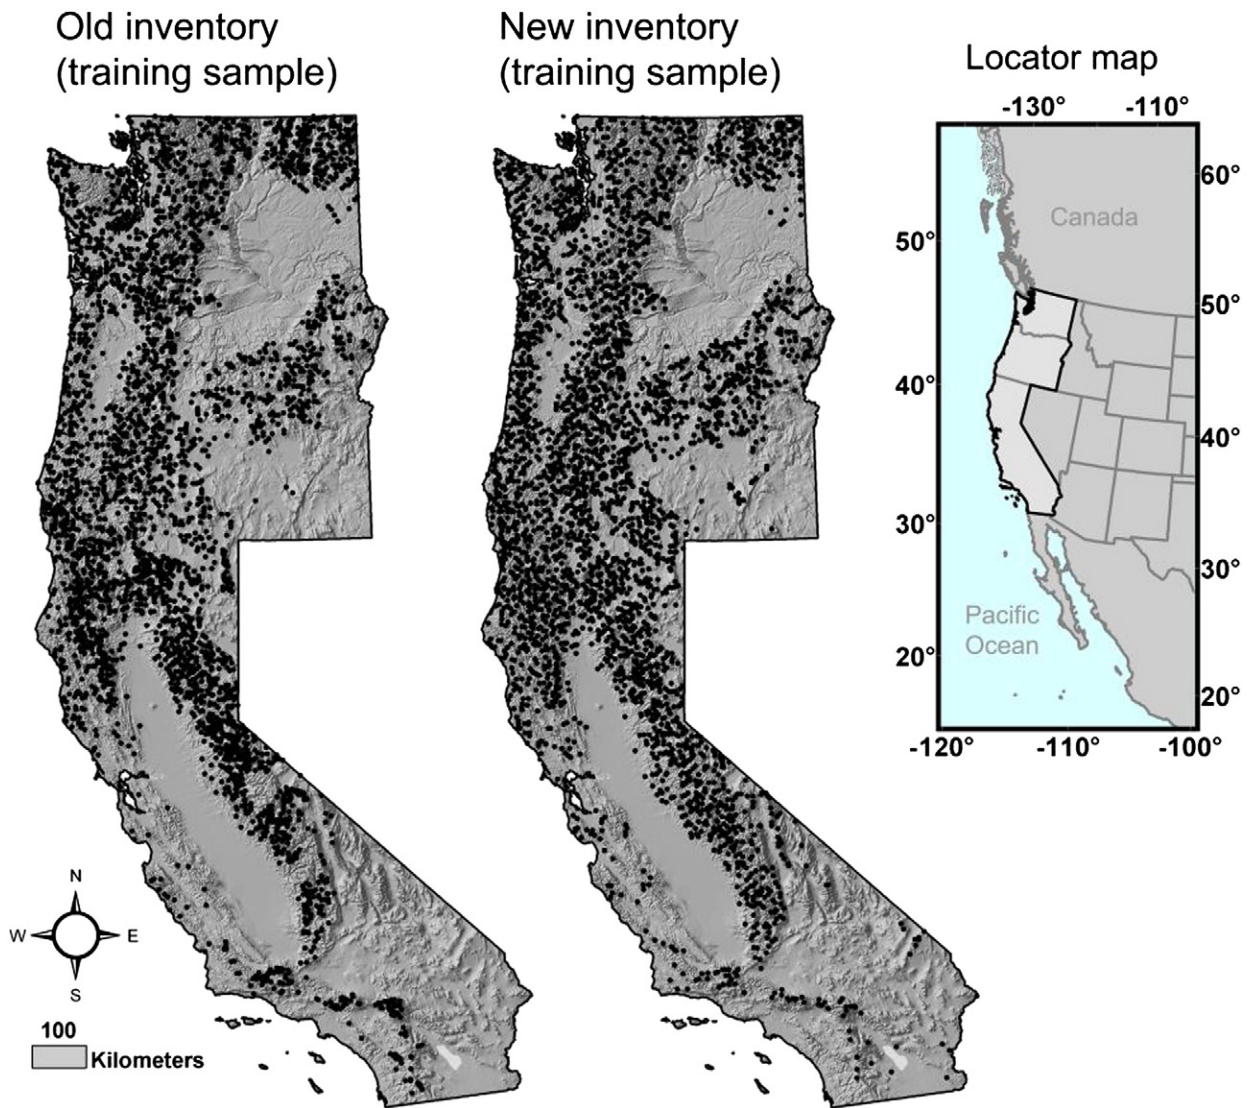 Old inventory
(training sample)
New inventory
(training sample)
Locator map
-130° -110°
60°
Canada
50°
50°
40°
40°
30°
30°
Pacific
Ocean
20°
20°
-120° -110° -100°
N
W E
S
100
Kilometers